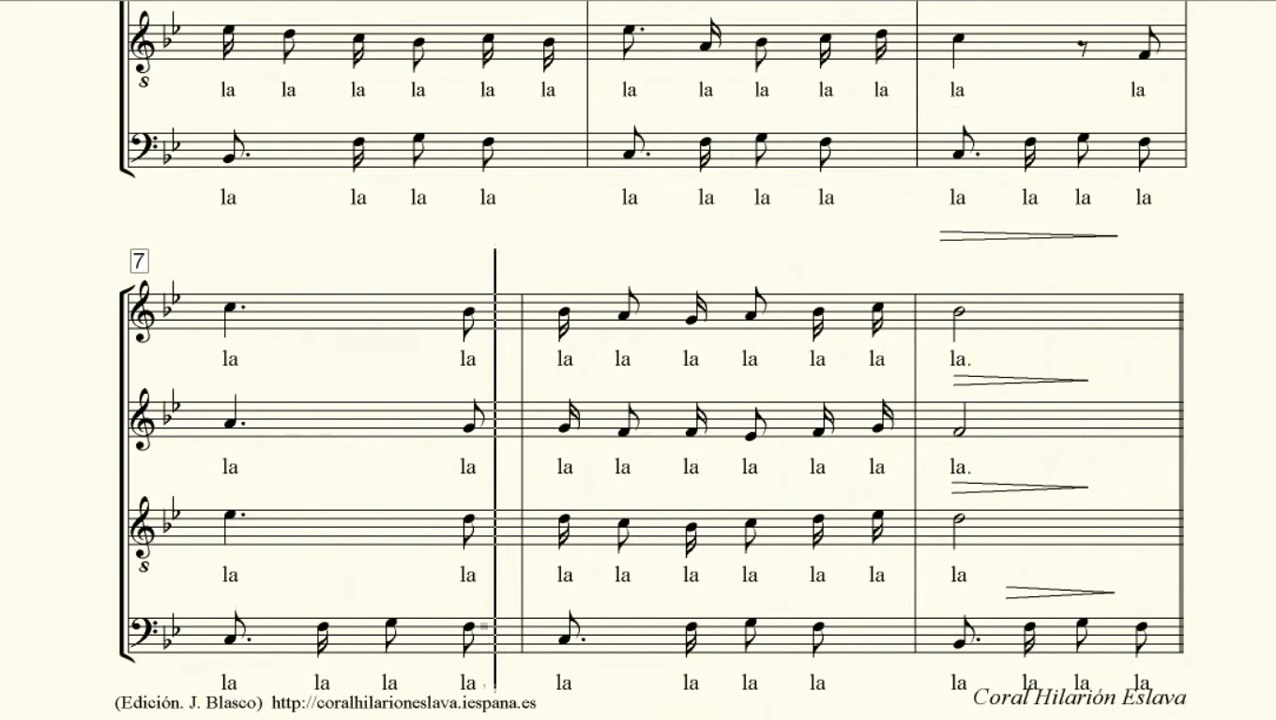 la la la la la la la la la la la la la
la la la la la la la la la la la la
7
la la la la la la la la la.
la la la la la la la la la.
la la la la la la la la la
la la la la la la la la la la la la
(Edición. J. Blasco) http://coralhilarioneslava.iespana.es
Coral Hilarión Eslava